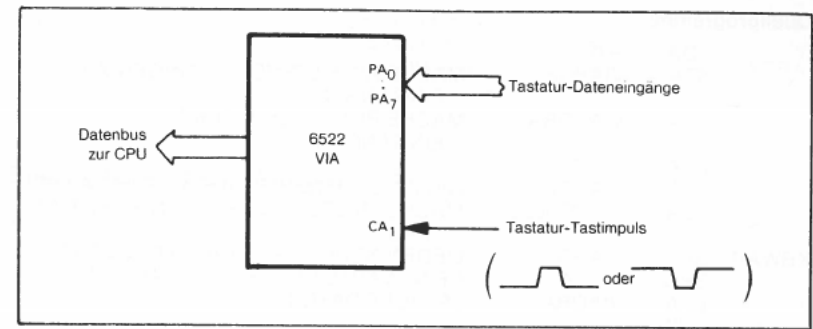 PA0
:
PA7
Tastatur-Dateneingänge
Datenbus
zur CPU
6522
VIA
CA1
Tastatur-Tastimpuls
( oder )